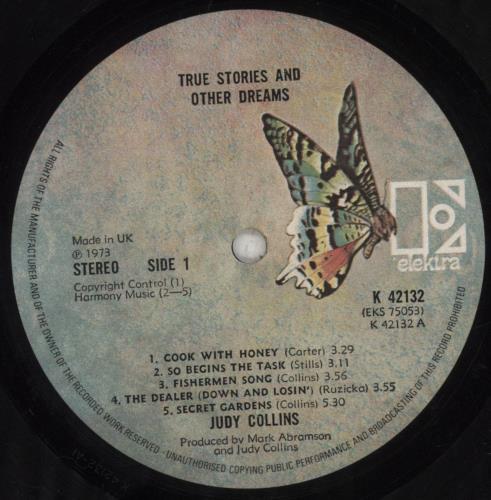 TRUE STORIES AND
OTHER DREAMS
elektra
Made in UK
℗ 1973
STEREO SIDE 1
Copyright Control (1)
Harmony Music (2—5)
K 42132
(EKS 75053)
K 42132 A
1. COOK WITH HONEY (Carter) 3.29
2. SO BEGINS THE TASK (Stills) 3.11
3. FISHERMEN SONG (Collins) 3.56
4. THE DEALER (DOWN AND LOSIN') (Ruzicka) 3.55
5. SECRET GARDENS (Collins) 5.30
JUDY COLLINS
Produced by Mark Abramson
and Judy Collins
ALL RIGHTS OF THE MANUFACTURER AND OF THE OWNER OF THE RECORDED WORK RESERVED - UNAUTHORISED COPYING PUBLIC PERFORMANCE AND BROADCASTING OF THIS RECORD PROHIBITED